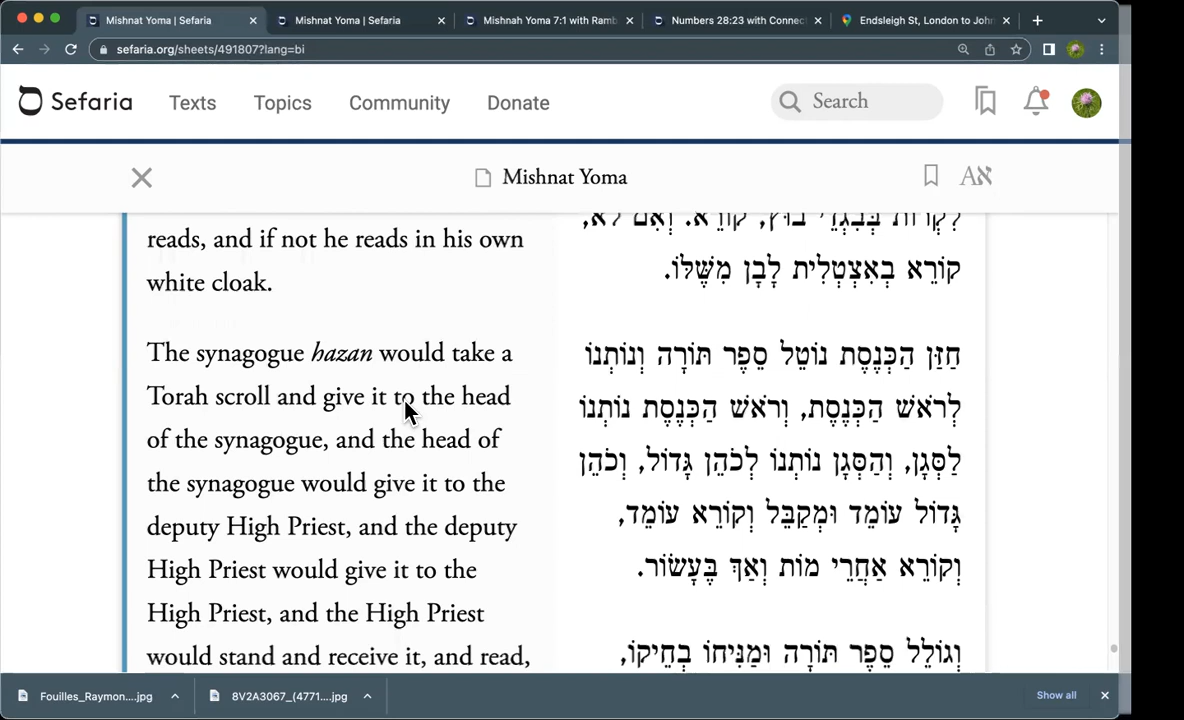 Mishnat Yoma | Sefaria
Mishnat Yoma | Sefaria
Mishnah Yoma 7:1 with Ramb
Numbers 28:23 with Connec
Endsleigh St, London to John
sefaria.org/sheets/491807?lang=bi
Sefaria
Texts
Topics
Community
Donate
Search
Mishnat Yoma
Aא
reads, and if not he reads in his own
white cloak.
The synagogue hazan would take a
Torah scroll and give it to the head
of the synagogue, and the head of
the synagogue would give it to the
deputy High Priest, and the deputy
High Priest would give it to the
High Priest, and the High Priest
would stand and receive it, and read,
לִקְרוֹת בְּבִגְדֵי בוּץ, קוֹרֵא. וְאִם לֹא,
קוֹרֵא בְאִצְטְלִית לָבָן מִשֶּׁלּוֹ.
חַזַּן הַכְּנֶסֶת נוֹטֵל סֵפֶר תּוֹרָה וְנוֹתְנוֹ
לְרֹאשׁ הַכְּנֶסֶת, וְרֹאשׁ הַכְּנֶסֶת נוֹתְנוֹ
לַסְּגָן, וְהַסְּגָן נוֹתְנוֹ לְכֹהֵן גָּדוֹל, וְכֹהֵן
גָּדוֹל עוֹמֵד וּמְקַבֵּל וְקוֹרֵא עוֹמֵד,
וְקוֹרֵא אַחֲרֵי מוֹת וְאַךְ בֶּעָשׂוֹר.
וְגוֹלֵל סֵפֶר תּוֹרָה וּמַנִּיחוֹ בְחֵיקוֹ,
Fouilles_Raymon....jpg
8V2A3067_(4771....jpg
Show all